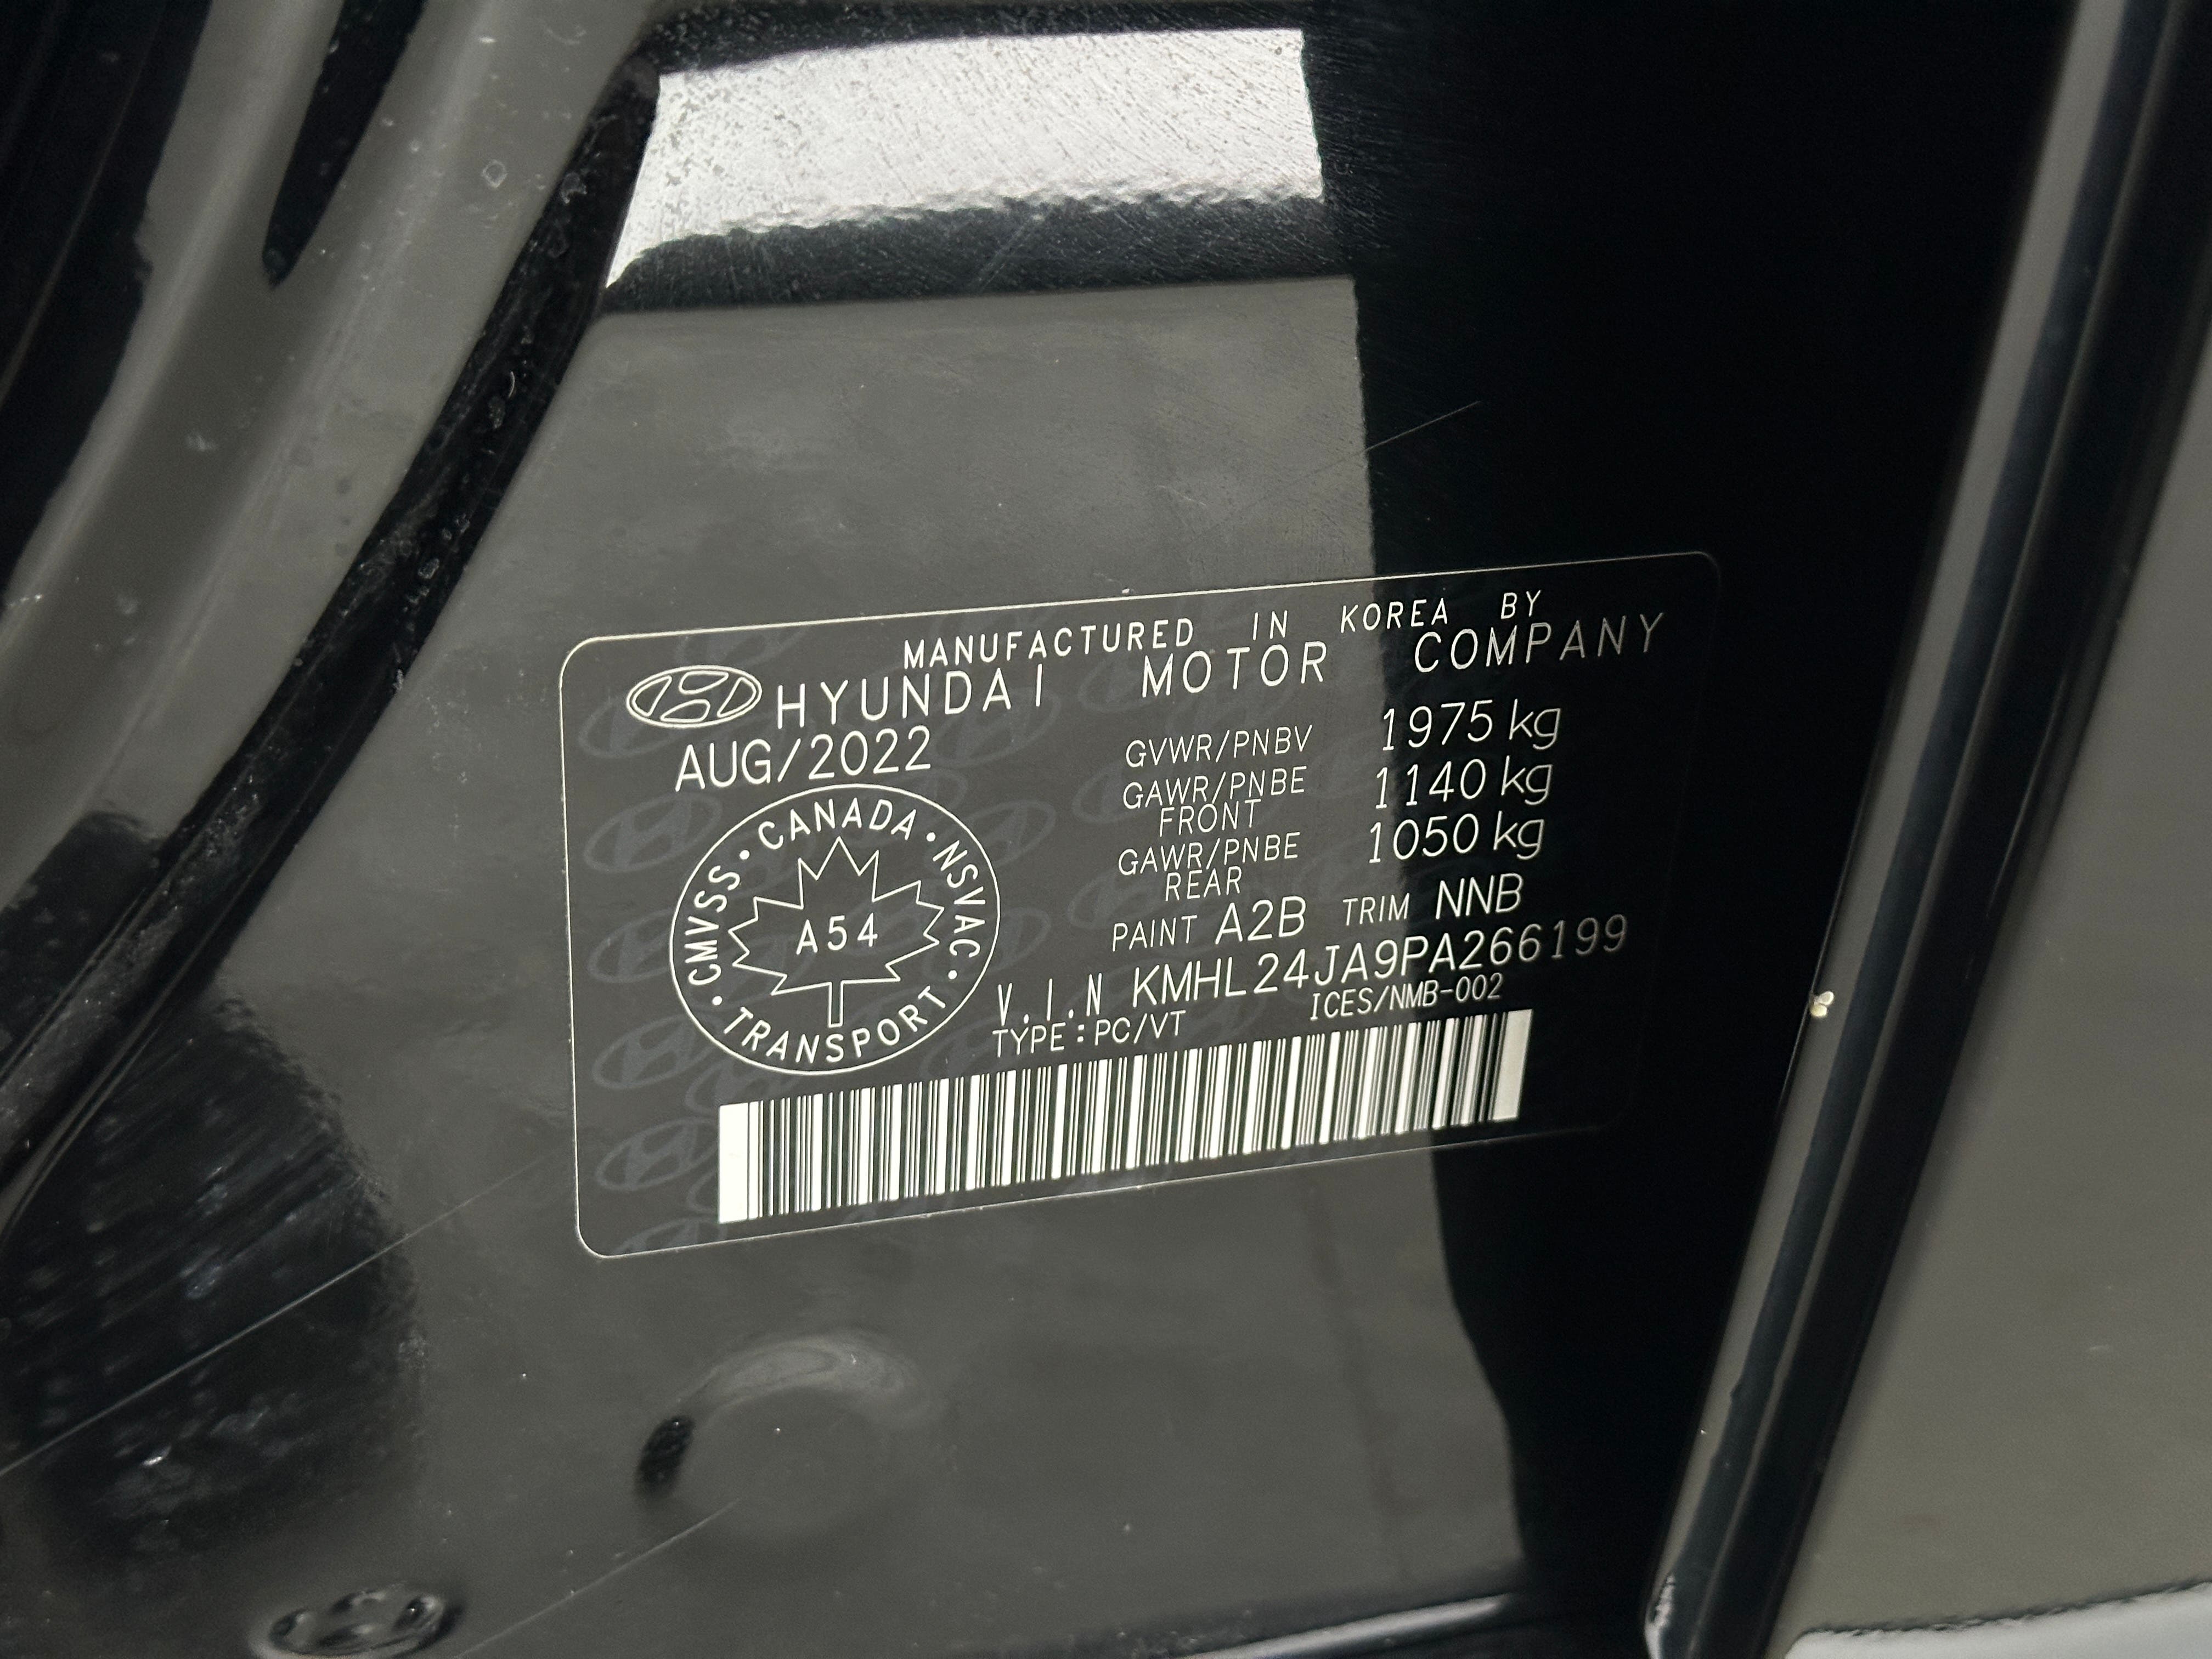 MANUFACTURED IN KOREA BY
HYUNDAI MOTOR COMPANY
AUG/2022
GVWR/PNBV 1975 kg
GAWR/PNBE FRONT 1140 kg
GAWR/PNBE REAR 1050 kg
PAINT A2B TRIM NNB
V.I.N KMHL24JA9PA266199
TYPE:PC/VT ICES/NMB-002
·CANADA·NSVAC·TRANSPORT·CMVSS
A54